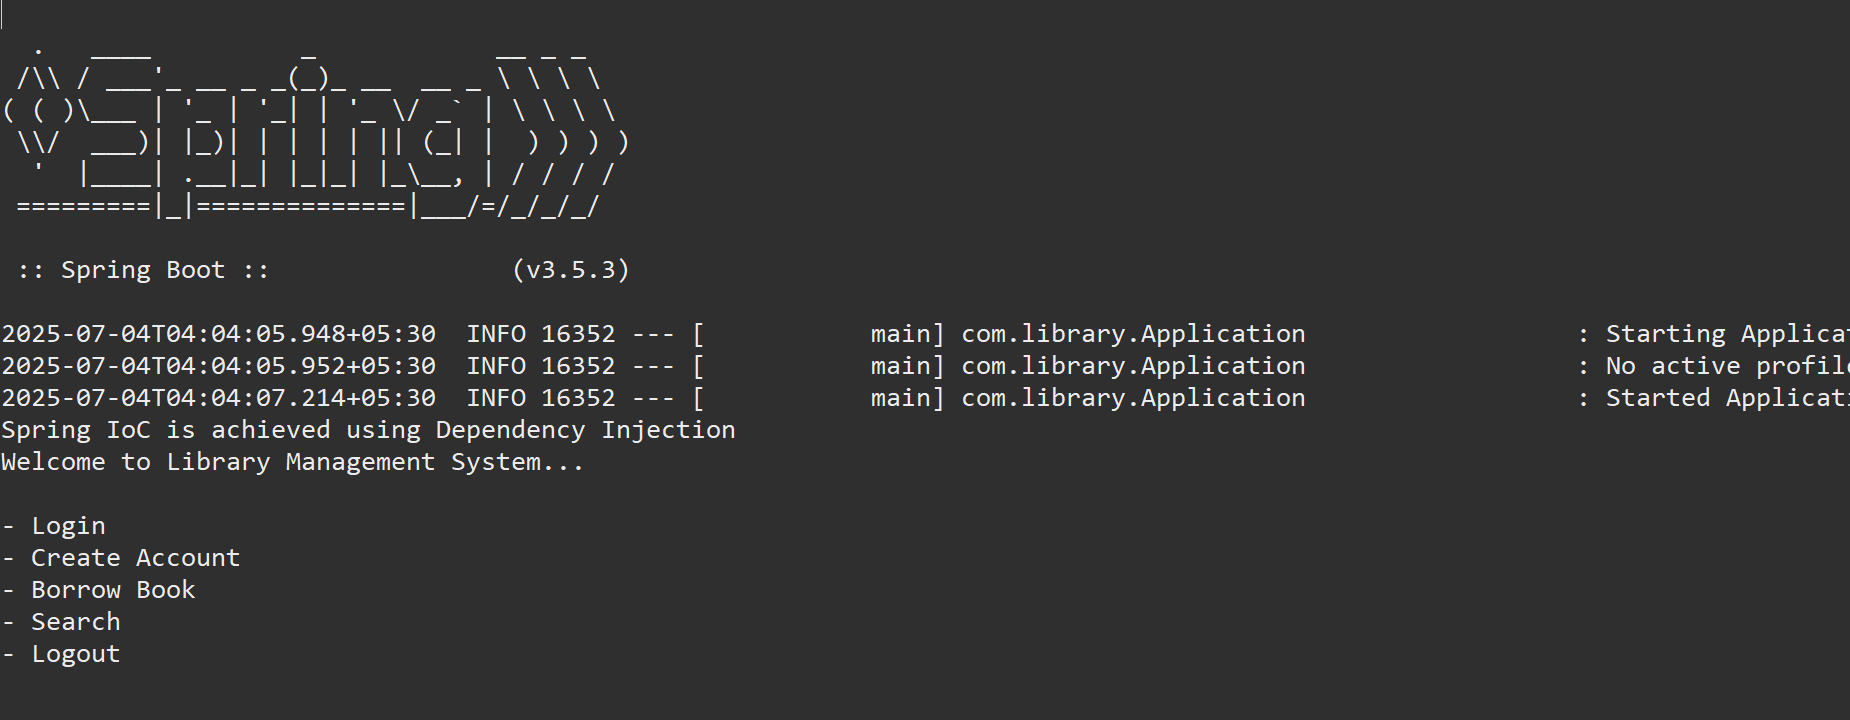 .   ____          _            __ _ _
 /\\ / ___'_ __ _ _(_)_ __  __ _ \ \ \ \
( ( )\___ | '_ | '_| | '_ \/ _` | \ \ \ \
 \\/  ___)| |_)| | | | | || (_| |  ) ) ) )
  '  |____| .__|_| |_|_| |_\__, | / / / /
 =========|_|==============|___/=/_/_/_/

 :: Spring Boot ::                (v3.5.3)

2025-07-04T04:04:05.948+05:30  INFO 16352 --- [           main] com.library.Application                  : Starting Applica
2025-07-04T04:04:05.952+05:30  INFO 16352 --- [           main] com.library.Application                  : No active profil
2025-07-04T04:04:07.214+05:30  INFO 16352 --- [           main] com.library.Application                  : Started Applicati
Spring IoC is achieved using Dependency Injection
Welcome to Library Management System...

- Login
- Create Account
- Borrow Book
- Search
- Logout